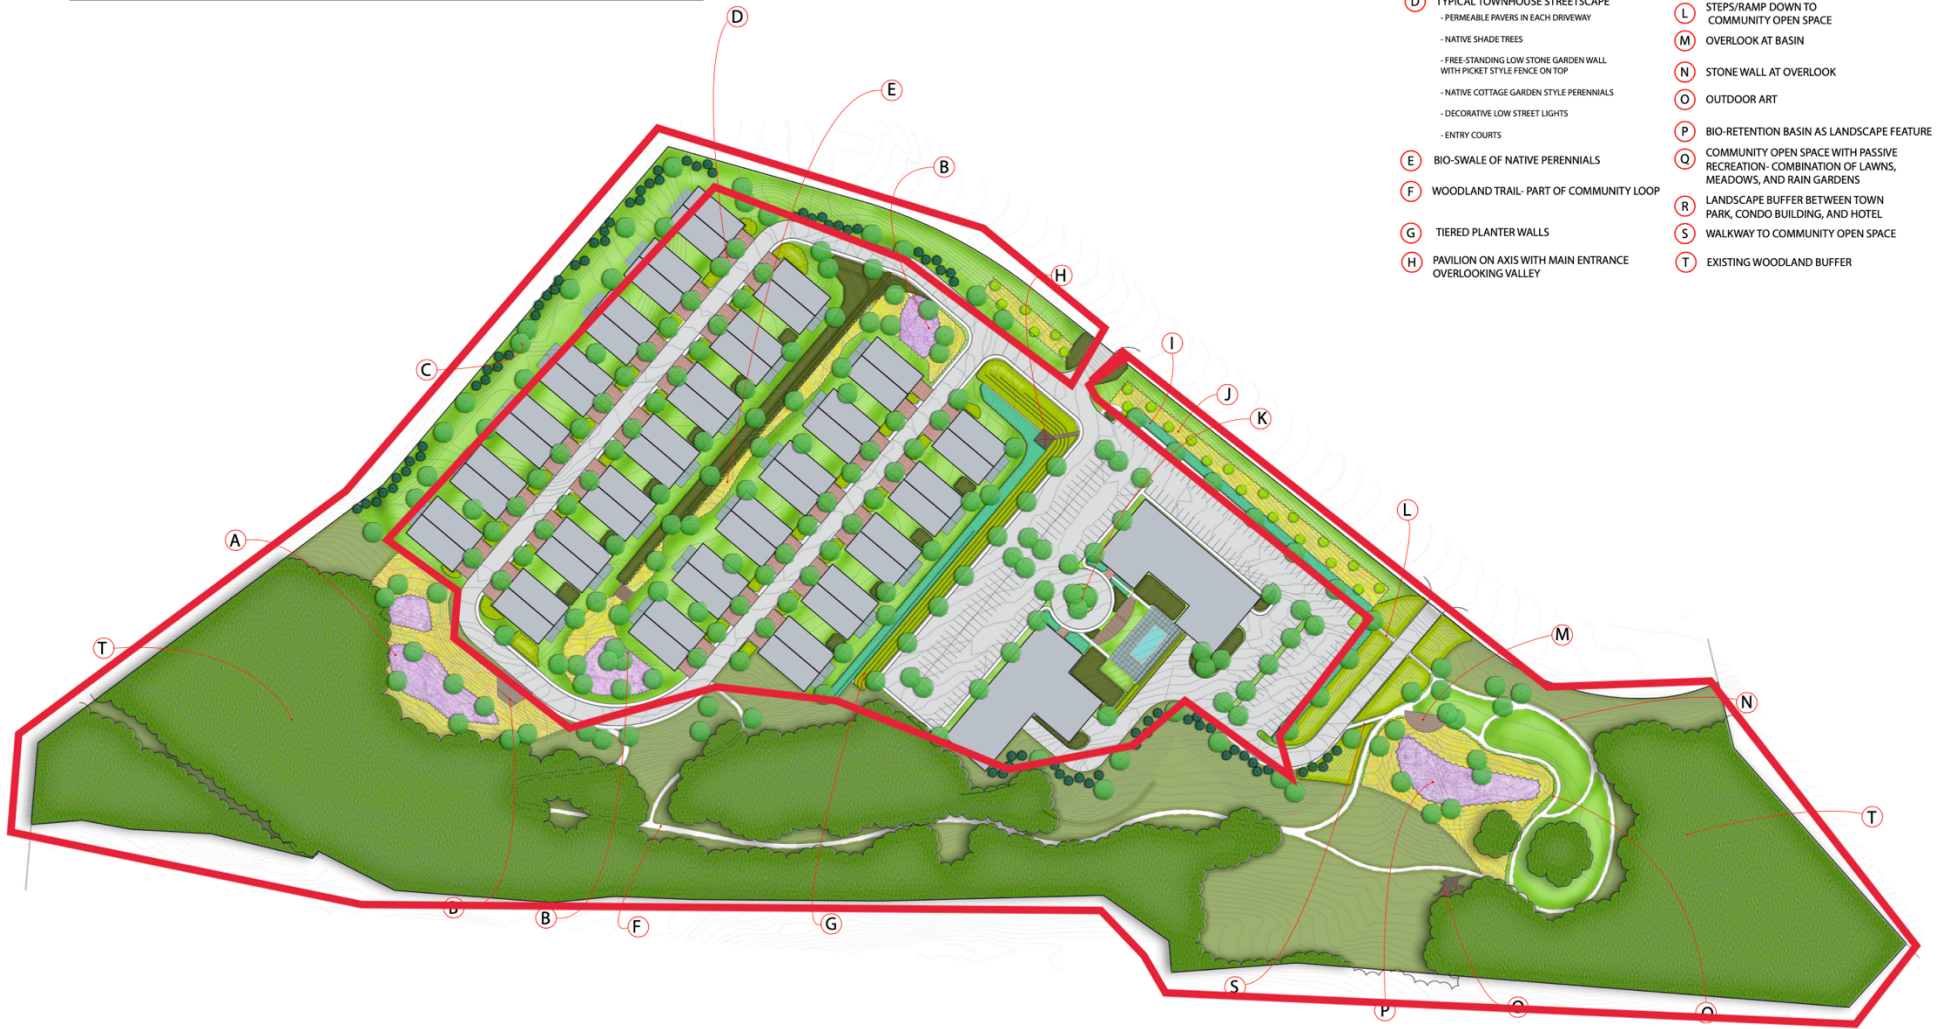 D TYPICAL TOWNHOUSE STREETSCAPE
- PERMEABLE PAVERS IN EACH DRIVEWAY
- NATIVE SHADE TREES
- FREE-STANDING LOW STONE GARDEN WALL
WITH PICKET STYLE FENCE ON TOP
- NATIVE COTTAGE GARDEN STYLE PERENNIALS
- DECORATIVE LOW STREET LIGHTS
- ENTRY COURTS
E BIO-SWALE OF NATIVE PERENNIALS
F WOODLAND TRAIL- PART OF COMMUNITY LOOP
G TIERED PLANTER WALLS
H PAVILION ON AXIS WITH MAIN ENTRANCE
OVERLOOKING VALLEY
L STEPS/RAMP DOWN TO
COMMUNITY OPEN SPACE
M OVERLOOK AT BASIN
N STONE WALL AT OVERLOOK
O OUTDOOR ART
P BIO-RETENTION BASIN AS LANDSCAPE FEATURE
Q COMMUNITY OPEN SPACE WITH PASSIVE
RECREATION- COMBINATION OF LAWNS,
MEADOWS, AND RAIN GARDENS
R LANDSCAPE BUFFER BETWEEN TOWN
PARK, CONDO BUILDING, AND HOTEL
S WALKWAY TO COMMUNITY OPEN SPACE
T EXISTING WOODLAND BUFFER
D
E
B
H
I
C
J
K
L
A
M
T
N
T
B
B
F
G
S
P